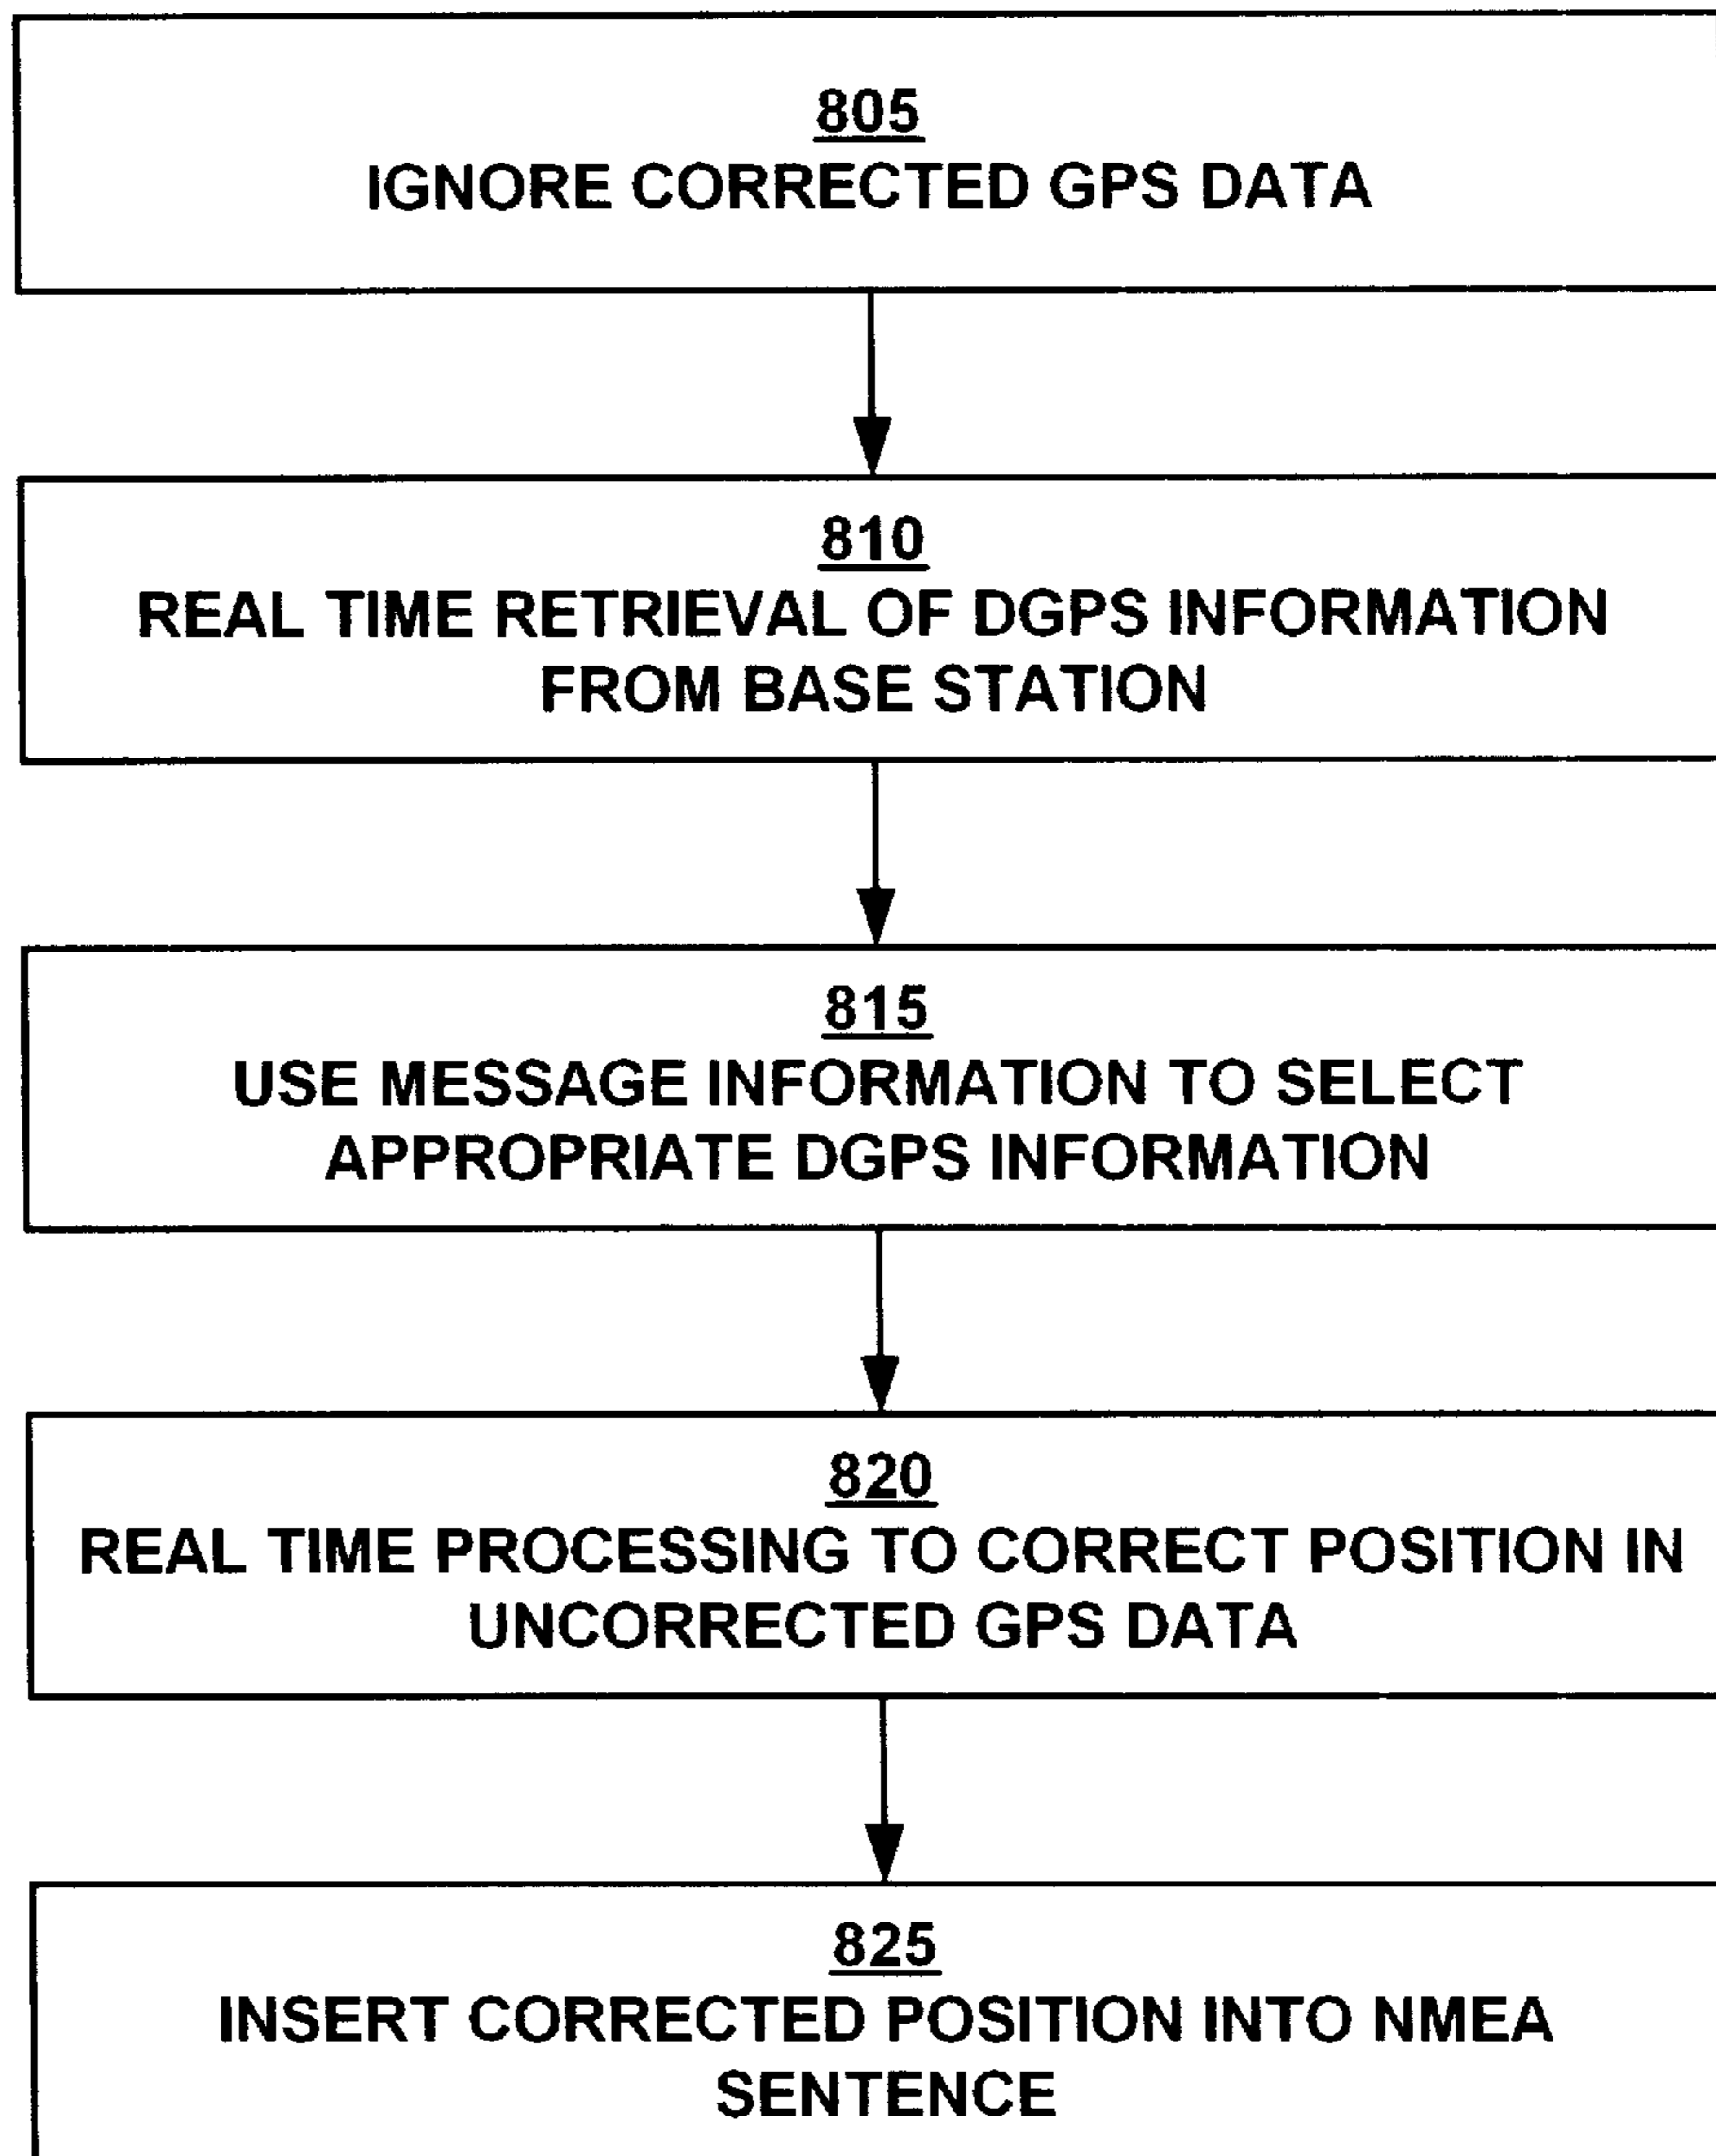 805
IGNORE CORRECTED GPS DATA
810
REAL TIME RETRIEVAL OF DGPS INFORMATION
FROM BASE STATION
815
USE MESSAGE INFORMATION TO SELECT
APPROPRIATE DGPS INFORMATION
820
REAL TIME PROCESSING TO CORRECT POSITION IN
UNCORRECTED GPS DATA
825
INSERT CORRECTED POSITION INTO NMEA
SENTENCE